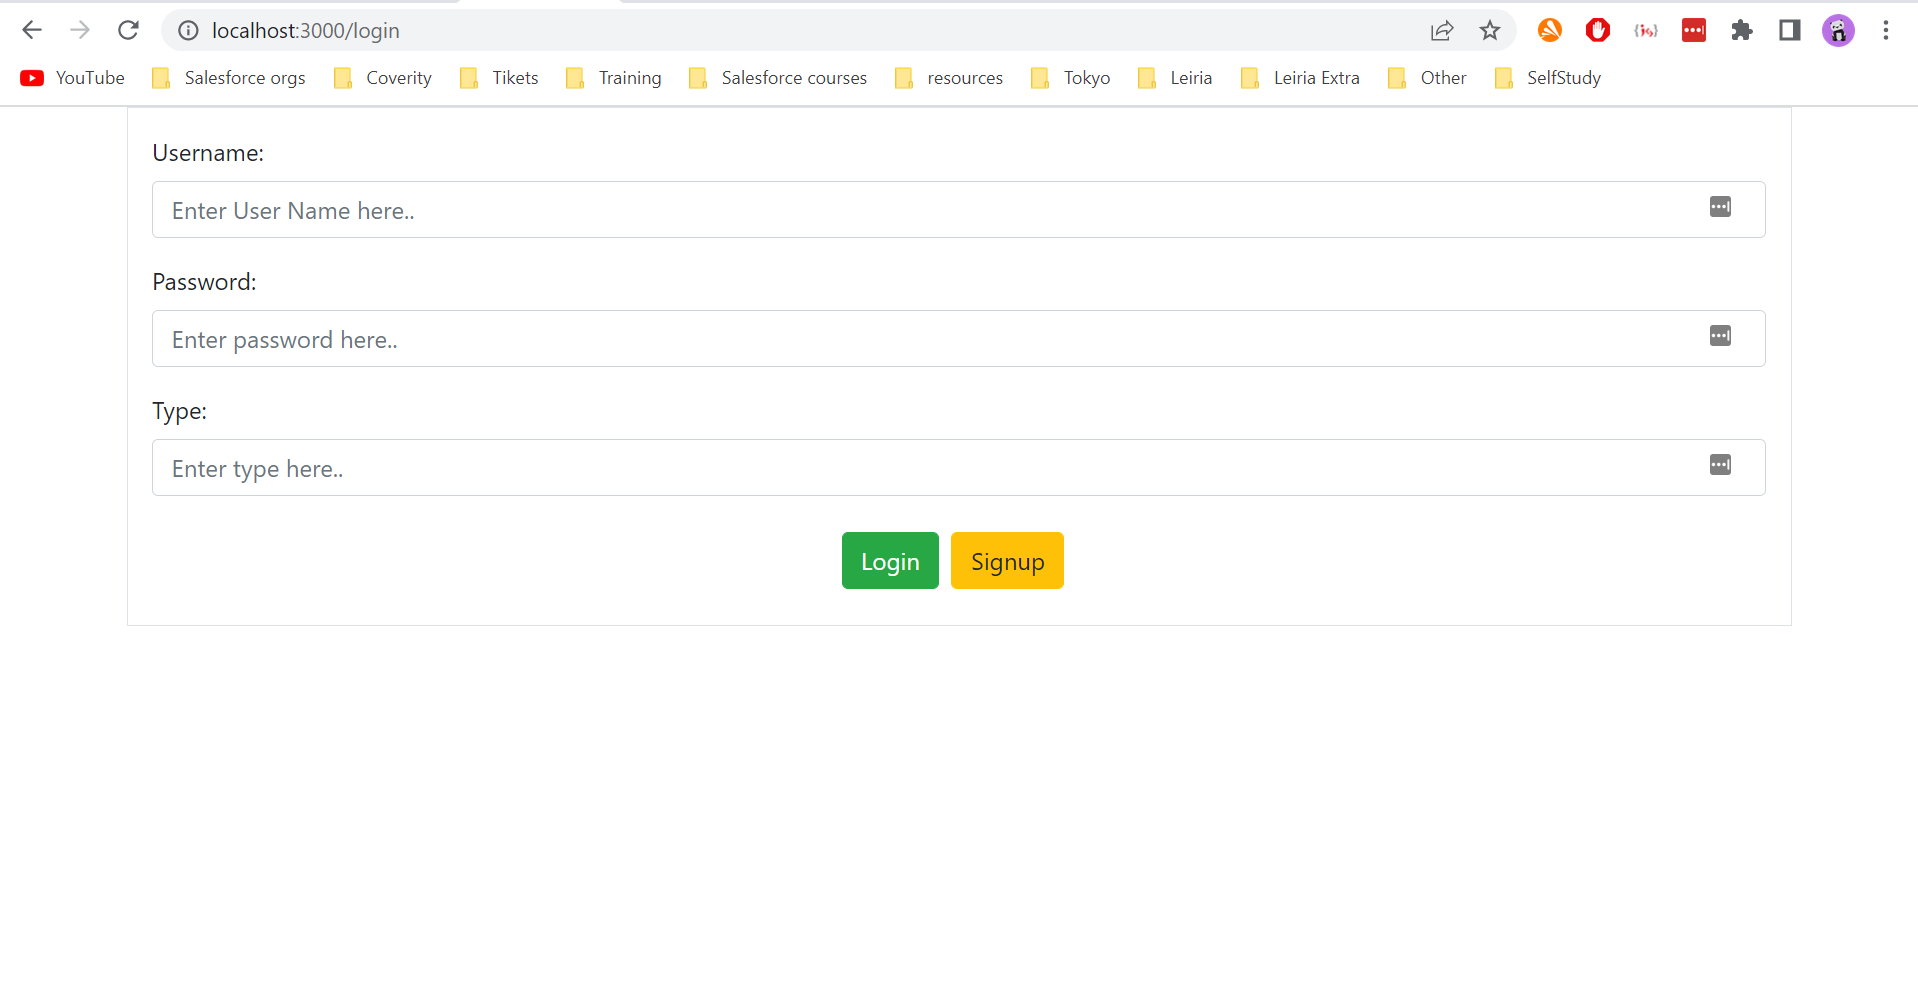 localhost:3000/login
YouTube Salesforce orgs Coverity Tikets Training Salesforce courses resources Tokyo Leiria Leiria Extra Other SelfStudy
Username:
Enter User Name here..
Password:
Enter password here..
Type:
Enter type here..
Login Signup